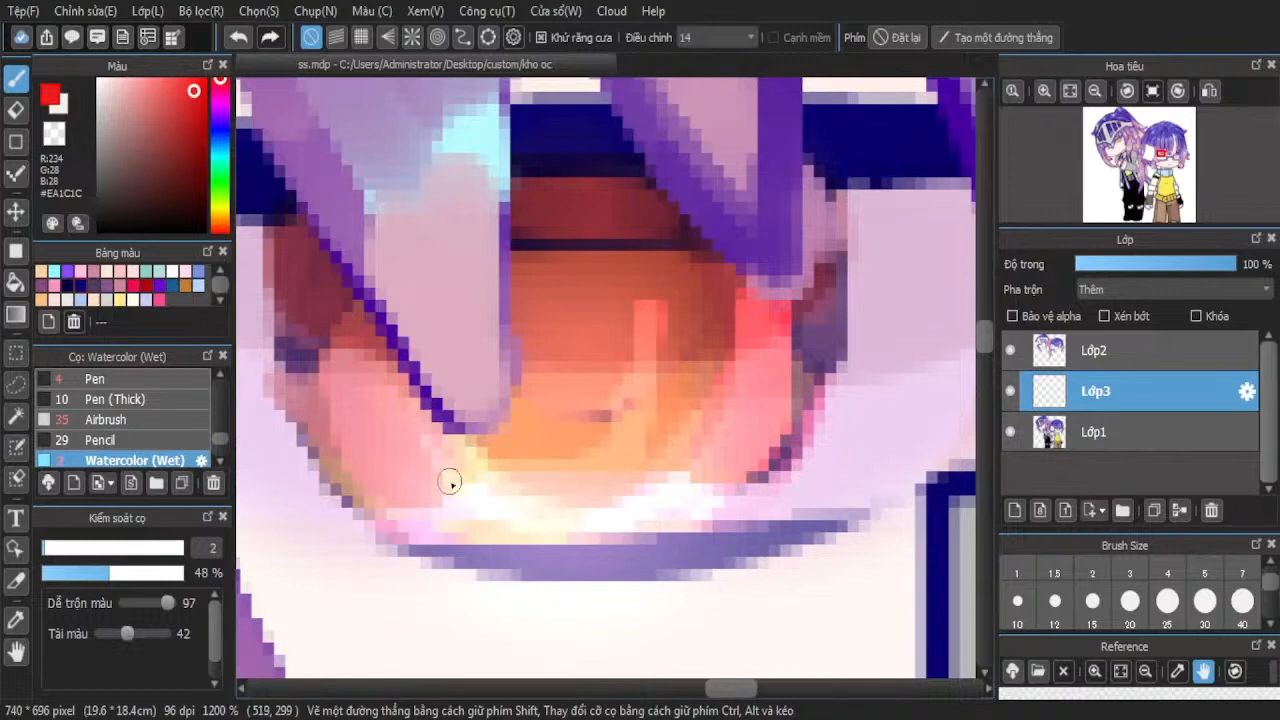 Tệp(F) Chỉnh sửa(E) Lớp(L) Bộ lọc(R) Chọn(S) Chụp(N) Màu (C) Xem(V) Công cụ(T) Cửa sổ(W) Cloud Help
Khử răng cưa Điều chỉnh 14 Cạnh mềm Phím Đặt lại Tạo một đường thẳng
ss.mdp - C:/Users/Administrator/Desktop/custom/kho oc
Màu
R:234
G:28
B:28
#EA1C1C
Bảng màu
---
Cọ: Watercolor (Wet)
4 Pen
10 Pen (Thick)
35 Airbrush
29 Pencil
2 Watercolor (Wet)
Kiểm soát cọ
2
48 %
Dễ trộn màu 97
Tải màu 42
Hoa tiêu
Lớp
Độ trong 100 %
Pha trộn Thêm
Bảo vệ alpha Xén bớt Khóa
Lớp2
Lớp3
Lớp1
Brush Size
1 1.5 2 3 4 5 7
10 12 15 20 25 30 40
Reference
740 * 696 pixel (19.6 * 18.4cm) 96 dpi 1200 % ( 519, 299 ) Vẽ một đường thẳng bằng cách giữ phím Shift, Thay đổi cỡ cọ bằng cách giữ phím Ctrl, Alt và kéo